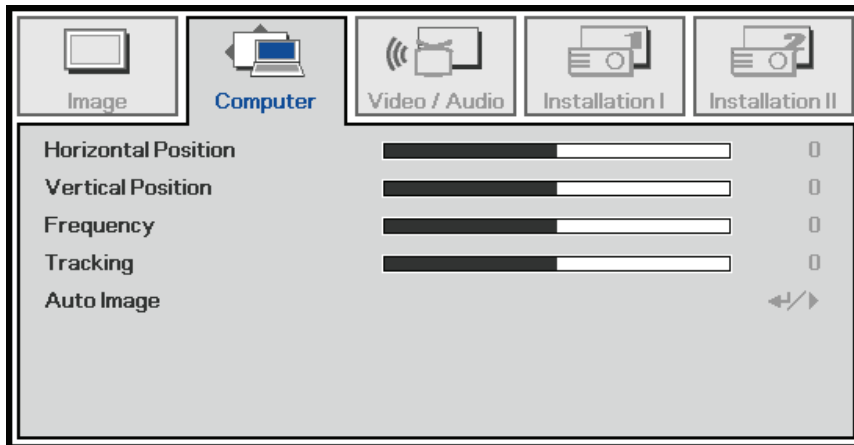 Image Computer Video / Audio Installation I Installation II
Horizontal Position 0
Vertical Position 0
Frequency 0
Tracking 0
Auto Image